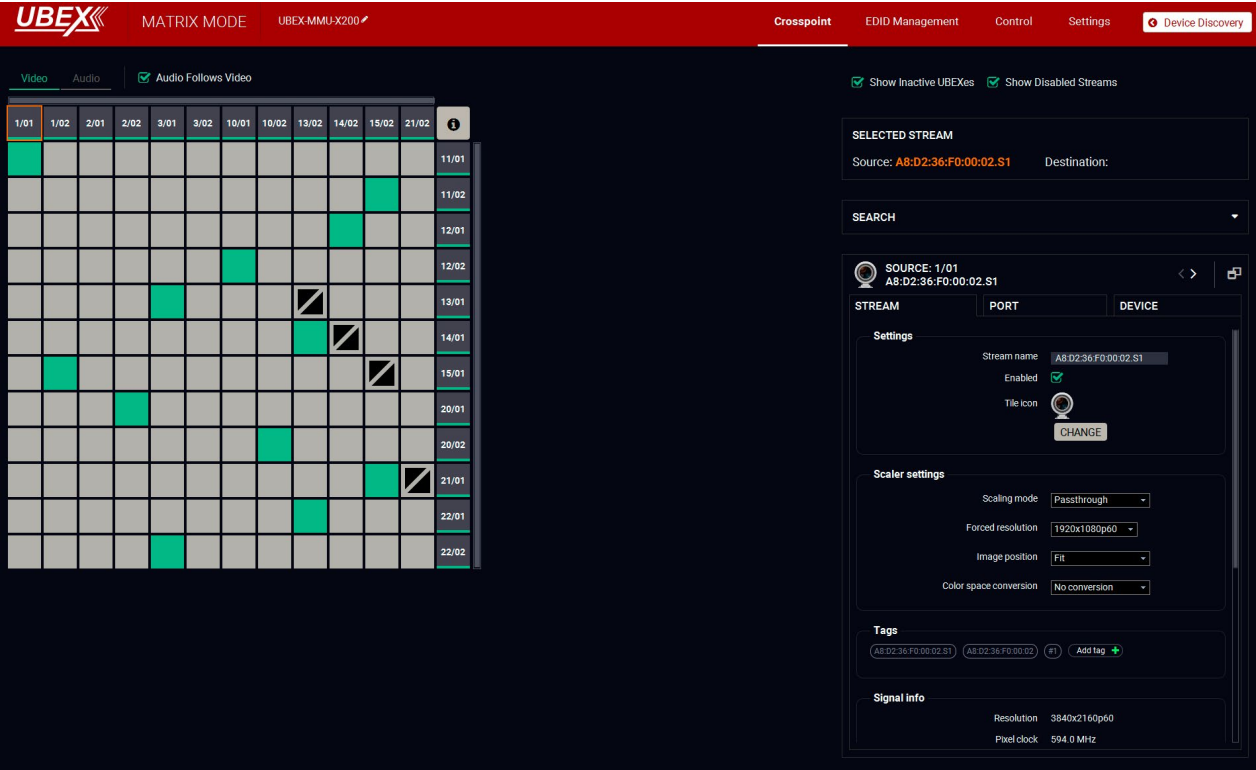 UBEX MATRIX MODE UBEX-MMU-X200 Crosspoint EDID Management Control Settings Device Discovery
Video Audio Audio Follows Video
Show Inactive UBEXes Show Disabled Streams
1/01 1/02 2/01 2/02 3/01 3/02 10/01 10/02 13/02 14/02 15/02 21/02
11/01
11/02
12/01
12/02
13/01
14/01
15/01
20/01
20/02
21/01
22/01
22/02
SELECTED STREAM
Source: A8:D2:36:F0:00:02.S1 Destination:
SEARCH
SOURCE: 1/01
A8:D2:36:F0:00:02.S1
STREAM PORT DEVICE
Settings
Stream name A8:D2:36:F0:00:02.S1
Enabled
Tile icon
CHANGE
Scaler settings
Scaling mode Passthrough
Forced resolution 1920x1080p60
Image position Fit
Color space conversion No conversion
Tags
A8:D2:36:F0:00:02.S1 A8:D2:36:F0:00:02 #1 Add tag
Signal info
Resolution 3840x2160p60
Pixel clock 594.0 MHz